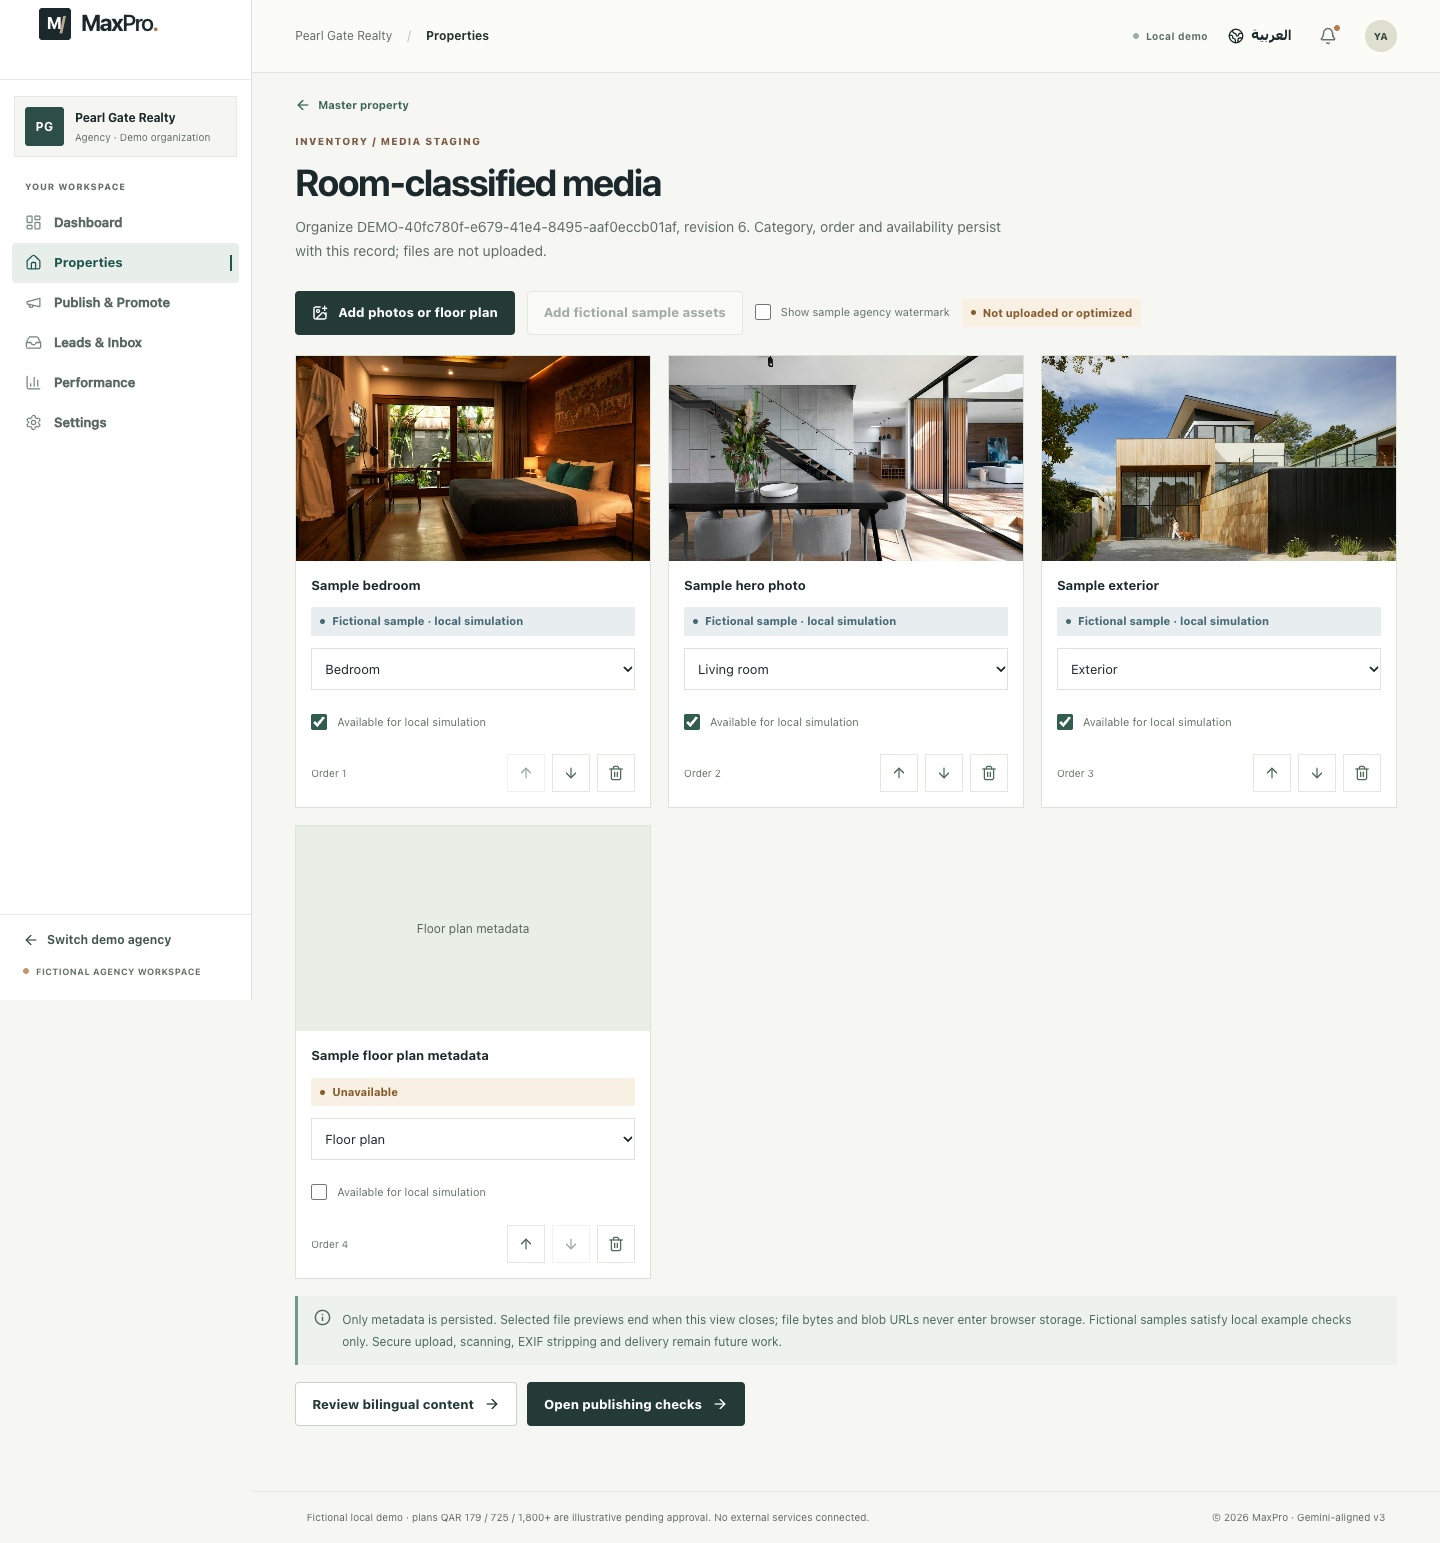 M/ MaxPro.
Pearl Gate Realty / Properties
Local demo
العربية
YA
PG
Pearl Gate Realty
Agency · Demo organization
YOUR WORKSPACE
Dashboard
Properties
Publish & Promote
Leads & Inbox
Performance
Settings
Switch demo agency
FICTIONAL AGENCY WORKSPACE
Master property
INVENTORY / MEDIA STAGING
Room-classified media
Organize DEMO-40fc780f-e679-41e4-8495-aaf0eccb01af, revision 6. Category, order and availability persist
with this record; files are not uploaded.
Add photos or floor plan
Add fictional sample assets
Show sample agency watermark
Not uploaded or optimized
Sample bedroom
Fictional sample · local simulation
Bedroom
Available for local simulation
Order 1
Sample hero photo
Fictional sample · local simulation
Living room
Available for local simulation
Order 2
Sample exterior
Fictional sample · local simulation
Exterior
Available for local simulation
Order 3
Floor plan metadata
Sample floor plan metadata
Unavailable
Floor plan
Available for local simulation
Order 4
Only metadata is persisted. Selected file previews end when this view closes; file bytes and blob URLs never enter browser storage. Fictional samples satisfy local example checks
only. Secure upload, scanning, EXIF stripping and delivery remain future work.
Review bilingual content
Open publishing checks
Fictional local demo · plans QAR 179 / 725 / 1,800+ are illustrative pending approval. No external services connected.
© 2026 MaxPro · Gemini-aligned v3